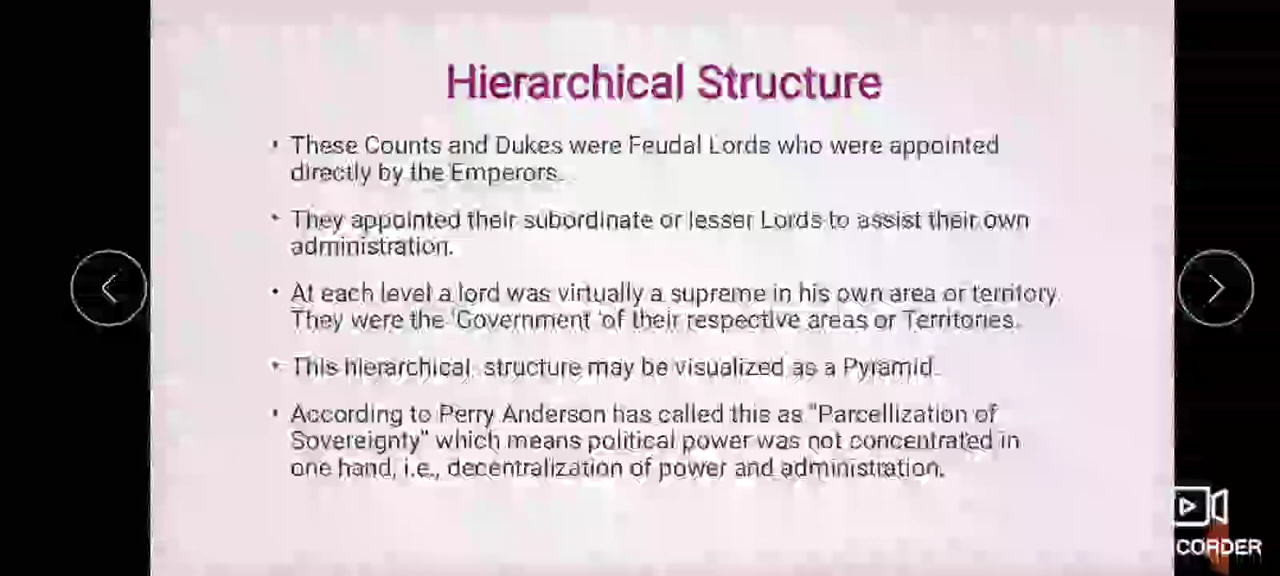 Hierarchical Structure
• These Counts and Dukes were Feudal Lords who were appointed
directly by the Emperors.
• They appointed their subordinate or lesser Lords to assist their own
administration.
• At each level a lord was virtually a supreme in his own area or territory.
They were the 'Government 'of their respective areas or Territories.
• This hierarchical structure may be visualized as a Pyramid.
• According to Perry Anderson has called this as "Parcellization of
Sovereignty" which means political power was not concentrated in
one hand, i.e., decentralization of power and administration.
CORDER